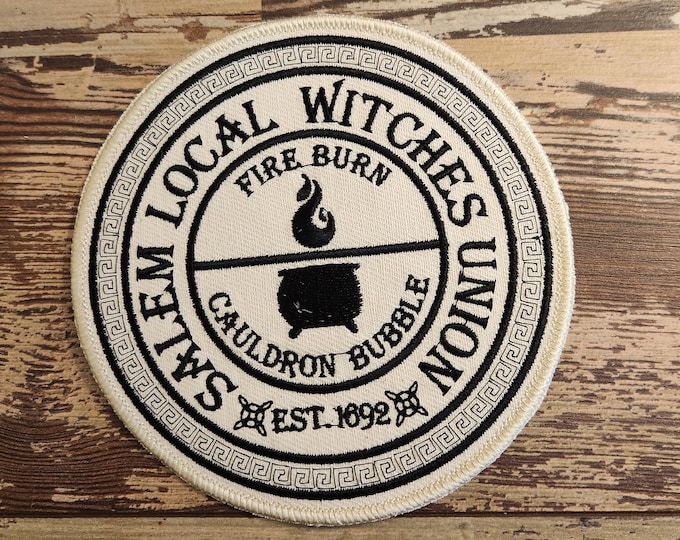 SALEM LOCAL WITCHES UNION
FIRE BURN
CAULDRON BUBBLE
EST. 1692